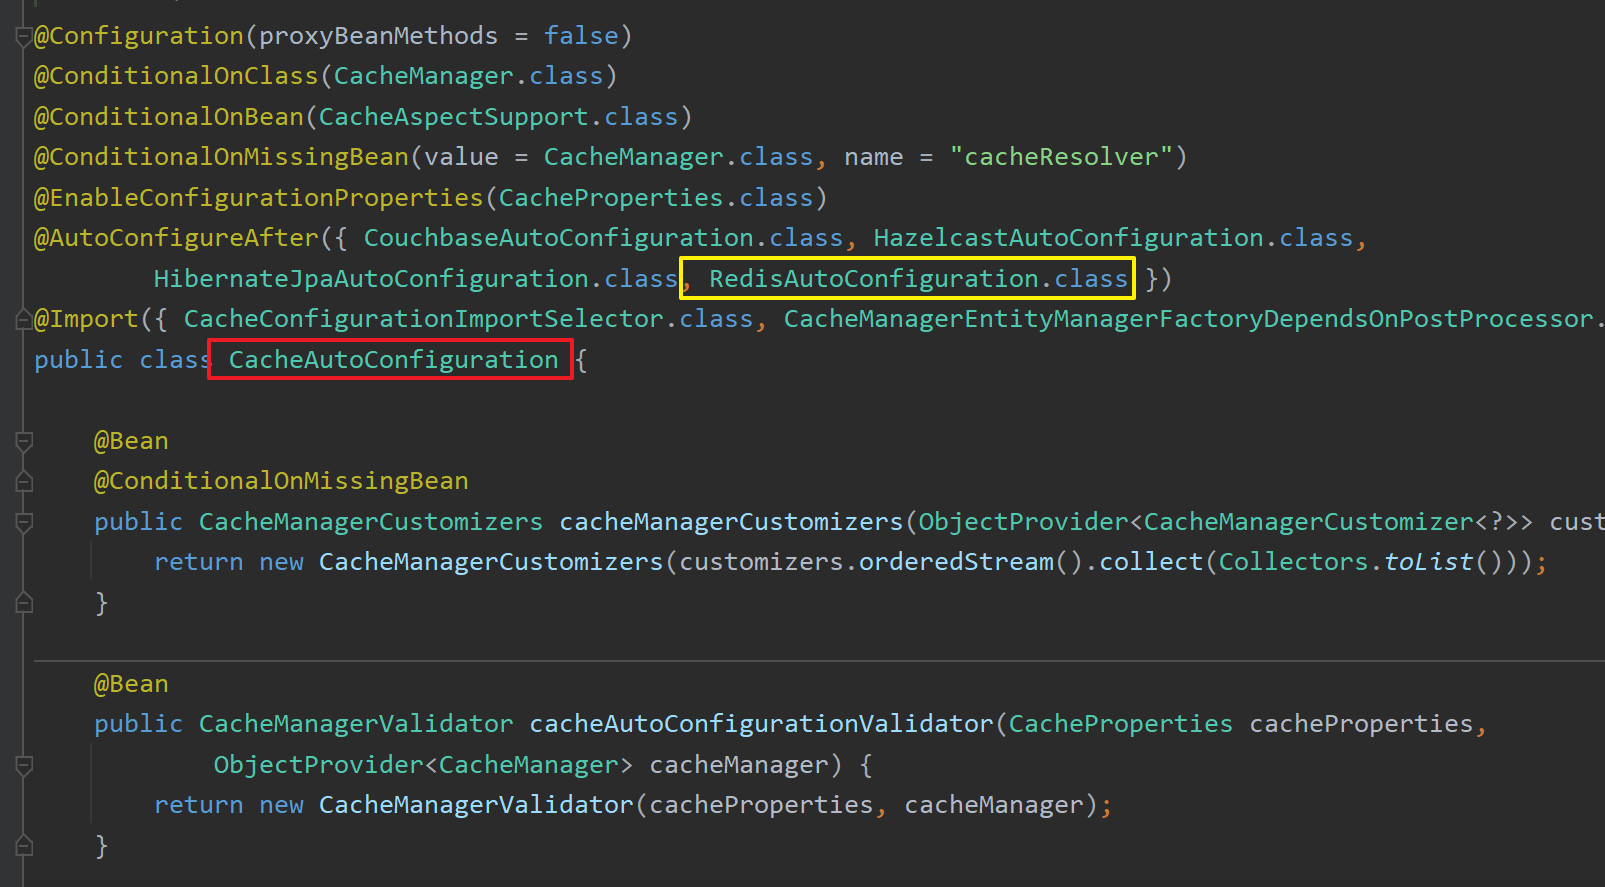 @Configuration(proxyBeanMethods = false)
@ConditionalOnClass(CacheManager.class)
@ConditionalOnBean(CacheAspectSupport.class)
@ConditionalOnMissingBean(value = CacheManager.class, name = "cacheResolver")
@EnableConfigurationProperties(CacheProperties.class)
@AutoConfigureAfter({ CouchbaseAutoConfiguration.class, HazelcastAutoConfiguration.class,
HibernateJpaAutoConfiguration.class, RedisAutoConfiguration.class })
@Import({ CacheConfigurationImportSelector.class, CacheManagerEntityManagerFactoryDependsOnPostProcessor.
public class CacheAutoConfiguration {
@Bean
@ConditionalOnMissingBean
public CacheManagerCustomizers cacheManagerCustomizers(ObjectProvider<CacheManagerCustomizer<?>> cust
return new CacheManagerCustomizers(customizers.orderedStream().collect(Collectors.toList()));
}
@Bean
public CacheManagerValidator cacheAutoConfigurationValidator(CacheProperties cacheProperties,
ObjectProvider<CacheManager> cacheManager) {
return new CacheManagerValidator(cacheProperties, cacheManager);
}